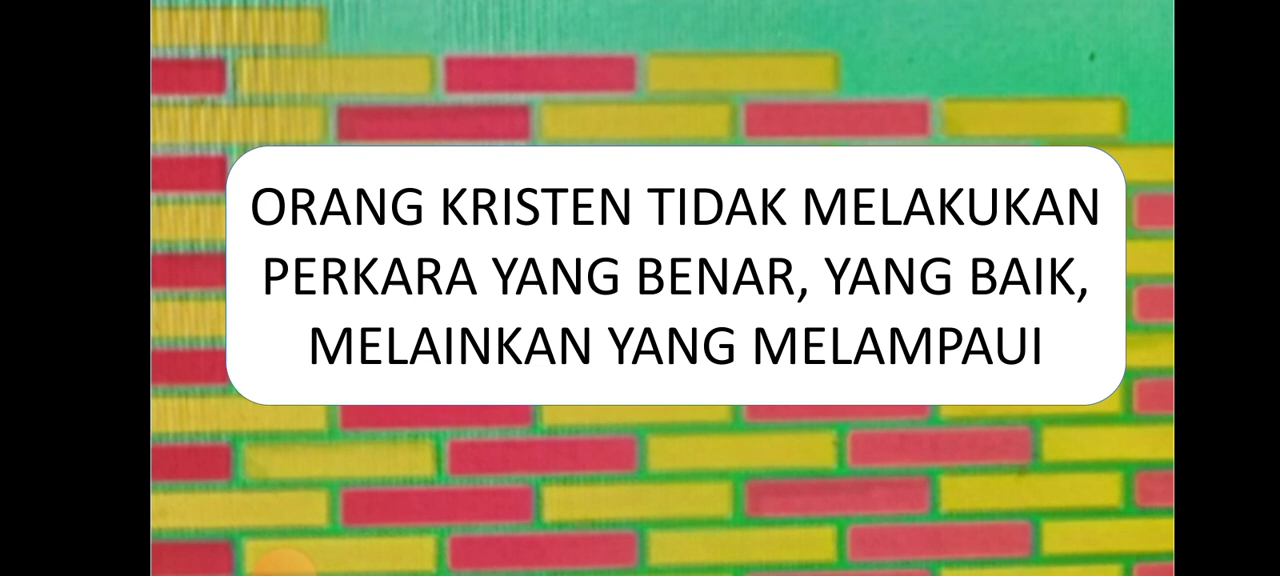 ORANG KRISTEN TIDAK MELAKUKAN
PERKARA YANG BENAR, YANG BAIK,
MELAINKAN YANG MELAMPAUI